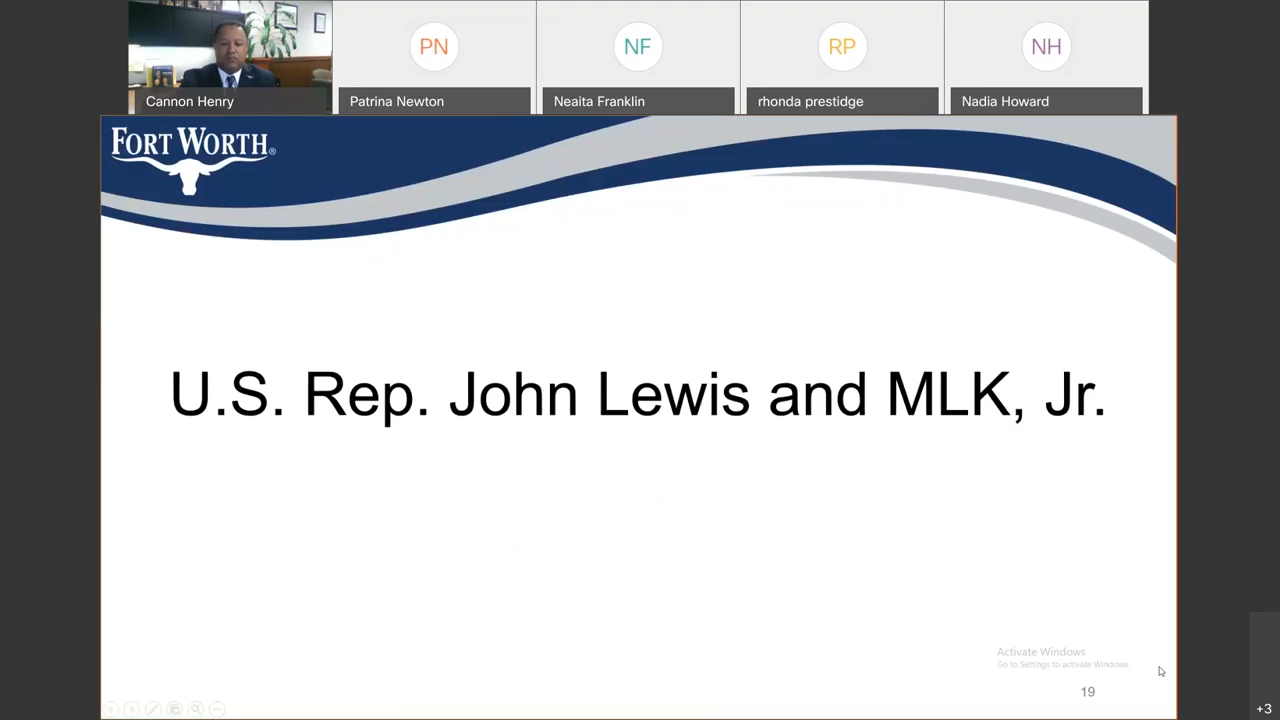 PN
NF
RP
NH
Cannon Henry
Patrina Newton
Neaita Franklin
rhonda prestidge
Nadia Howard
FORT WORTH®
U.S. Rep. John Lewis and MLK, Jr.
Activate Windows
Go to Settings to activate Windows.
19
+3